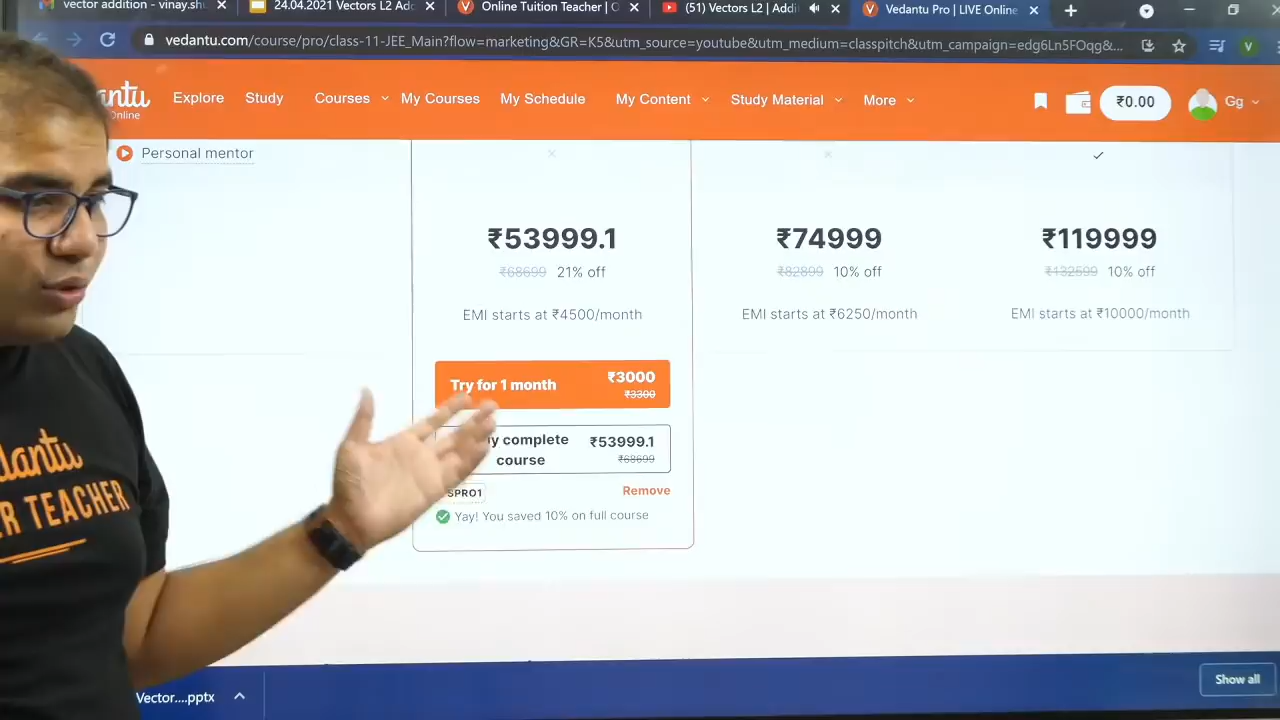 vector addition - vinay.sh
24.04.2021 Vectors L2 Add
Online Tuition Teacher | O
(51) Vectors L2 | Addi
Vedantu Pro | LIVE Online
vedantu.com/course/pro/class-11-JEE_Main?flow=marketing&GR=K5&utm_source=youtube&utm_medium=classpitch&utm_campaign=edg6Ln5FOqg&...
V
antu
Online
Explore
Study
Courses
My Courses
My Schedule
My Content
Study Material
More
₹0.00
Gg
Personal mentor
₹53999.1
₹68699 21% off
EMI starts at ₹4500/month
₹74999
₹82899 10% off
EMI starts at ₹6250/month
₹119999
₹132599 10% off
EMI starts at ₹10000/month
Try for 1 month ₹3000
₹3300
y complete ₹53999.1
course ₹68699
SPRO1 Remove
Yay! You saved 10% on full course
dantu
R TEACHER
Vector....pptx
Show all